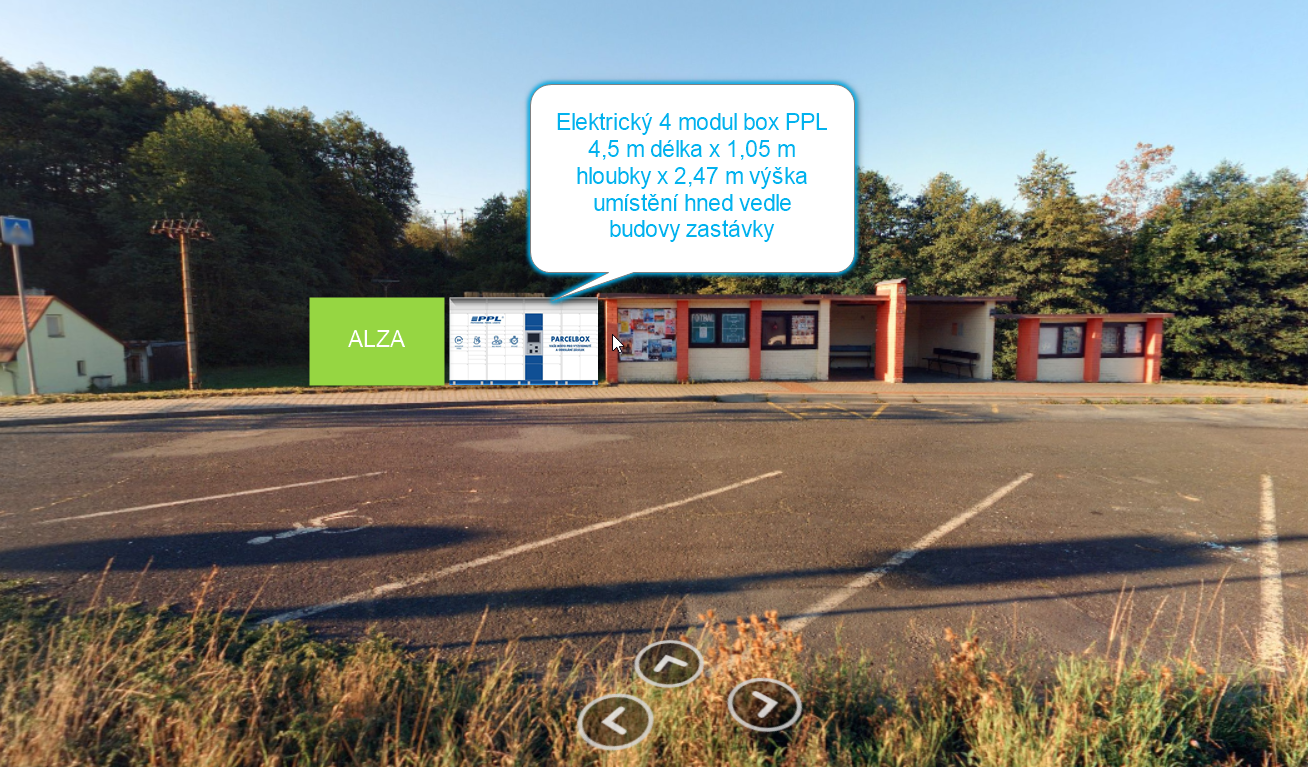 Elektrický 4 modul box PPL
4,5 m délka x 1,05 m
hloubky x 2,47 m výška
umístění hned vedle
budovy zastávky
ALZA
PPL
PARCELBOX
FOTBAL